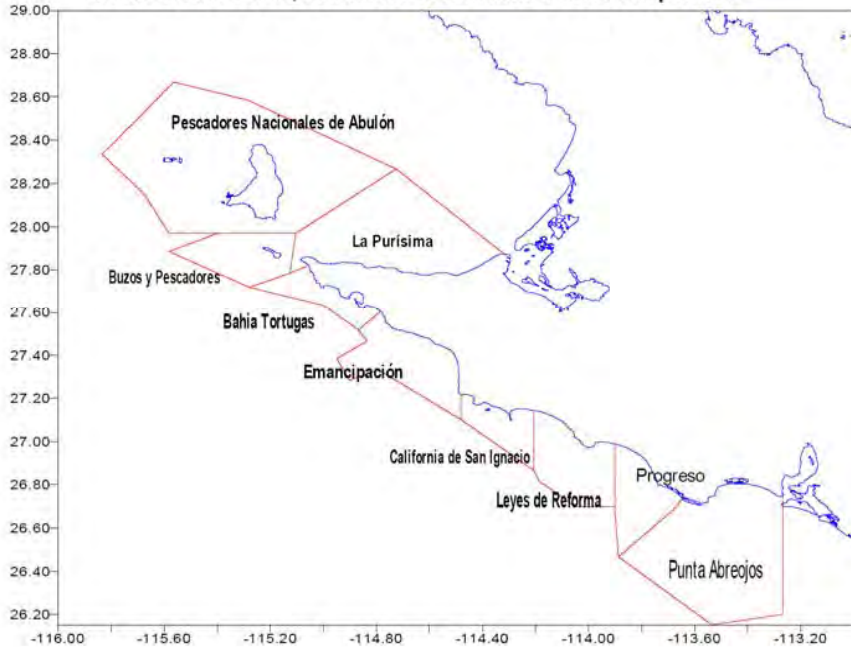 29.00
28.80
28.60
28.40
28.20
28.00
27.80
27.60
27.40
27.20
27.00
26.80
26.60
26.40
26.20
Pescadores Nacionales de Abulón
La Purísima
Buzos y Pescadores
Bahia Tortugas
Emancipación
California de San Ignacio
Progreso
Leyes de Reforma
Punta Abreojos
-116.00 -115.60 -115.20 -114.80 -114.40 -114.00 -113.60 -113.20